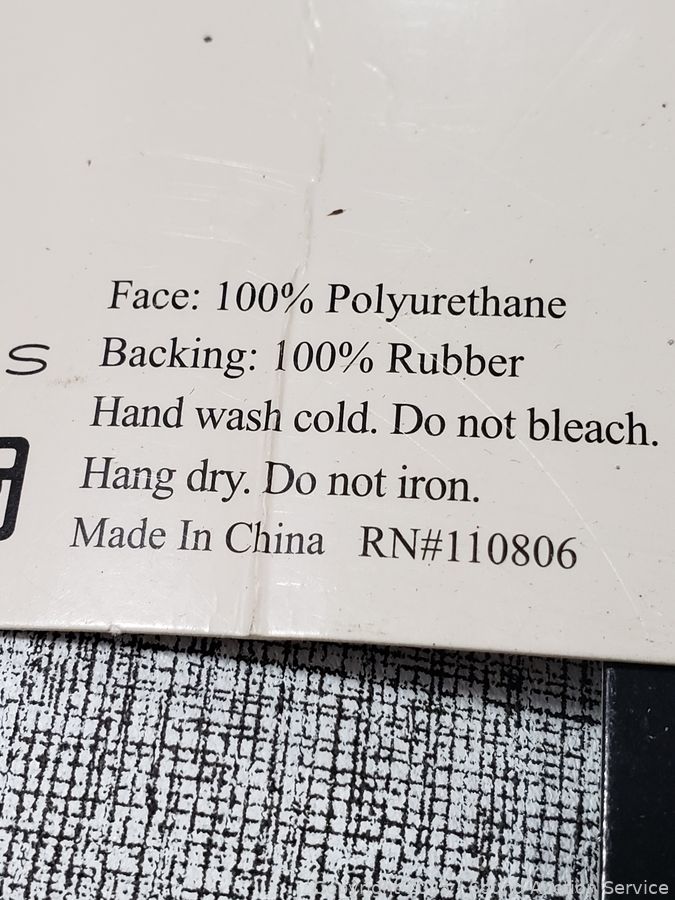 Face: 100% Polyurethane
S
Backing: 100% Rubber
Hand wash cold. Do not bleach.
Hang dry. Do not iron.
Made In China RN#110806
Service